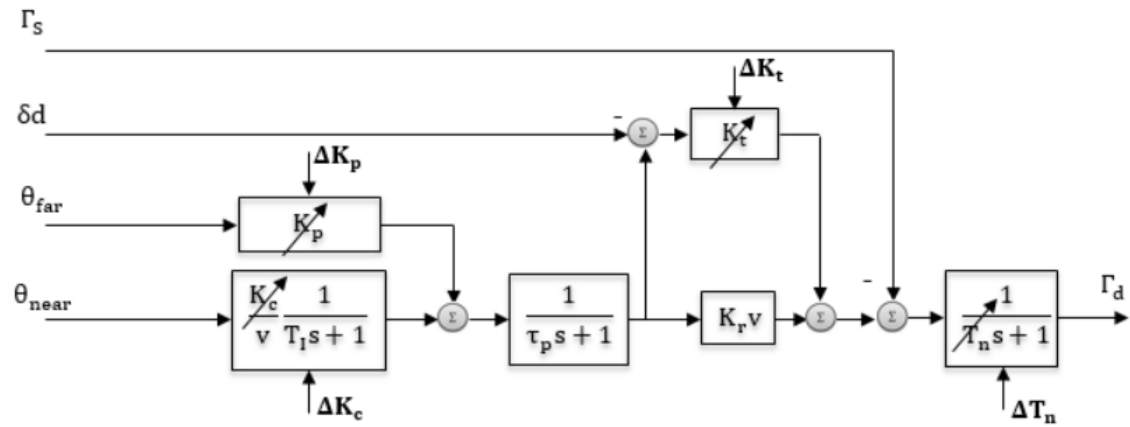 Γs
ΔKt
δd
-
Σ
Kt
ΔKp
θfar
Kp
θnear
Kc
v
1
TIs + 1
Σ
1
τps + 1
Krv
Σ
-
Σ
1
Tns + 1
Γd
ΔKc
ΔTn